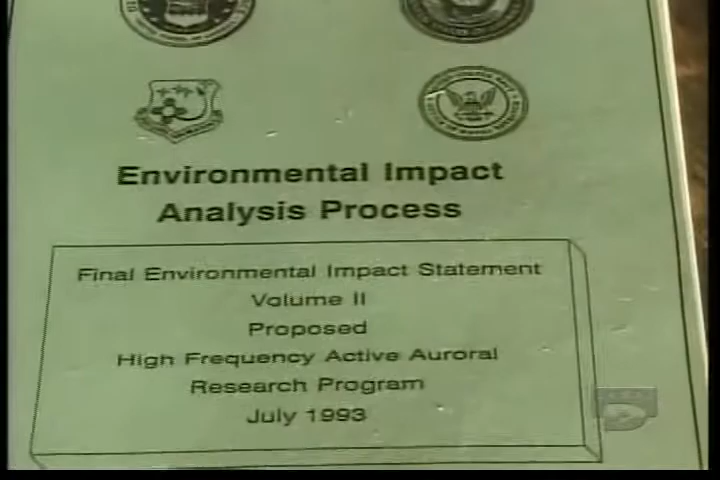 Environmental Impact
Analysis Process
Final Environmental Impact Statement
Volume II
Proposed
High Frequency Active Auroral
Research Program
July 1993